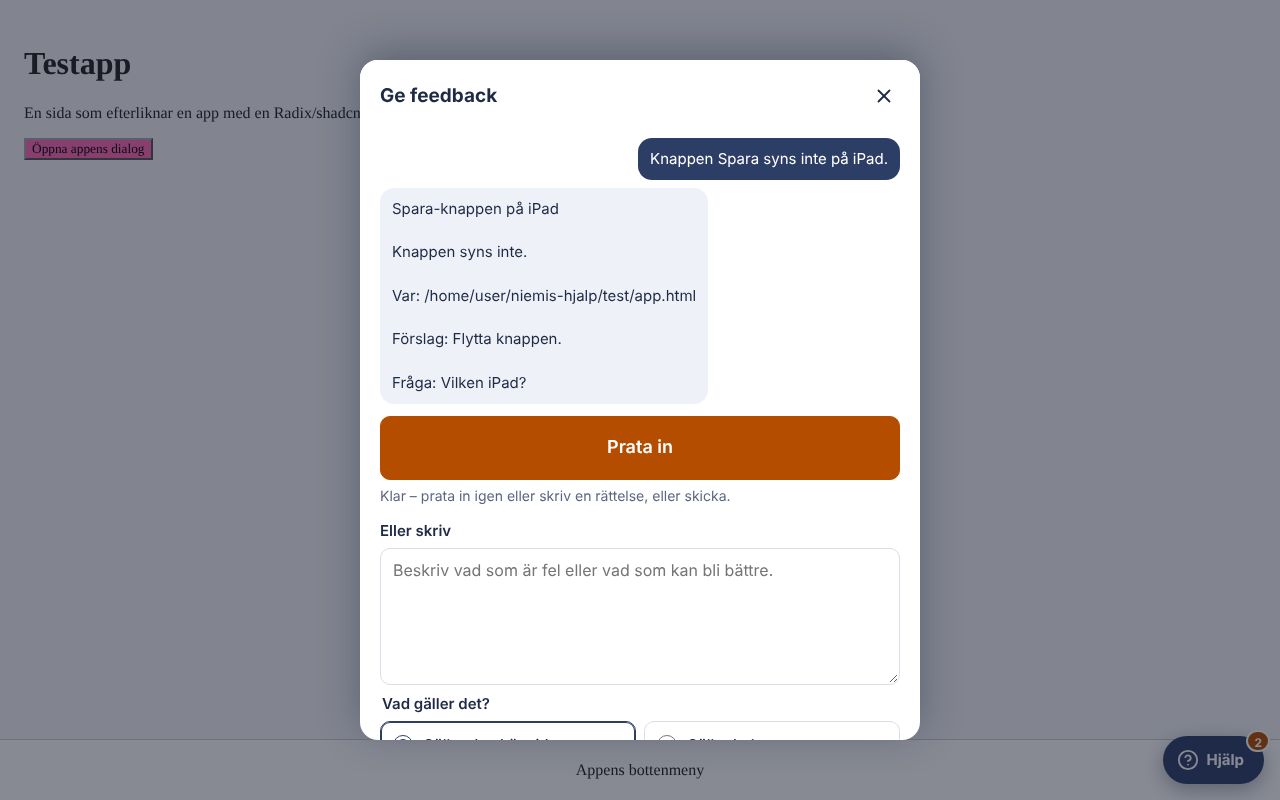 Testapp
En sida som efterliknar en app med en Radix/shadcn
Öppna appens dialog
Ge feedback
Knappen Spara syns inte på iPad.
Spara-knappen på iPad
Knappen syns inte.
Var: /home/user/niemis-hjalp/test/app.html
Förslag: Flytta knappen.
Fråga: Vilken iPad?
Prata in
Klar – prata in igen eller skriv en rättelse, eller skicka.
Eller skriv
Beskriv vad som är fel eller vad som kan bli bättre.
Vad gäller det?
Appens bottenmeny
Hjälp
2